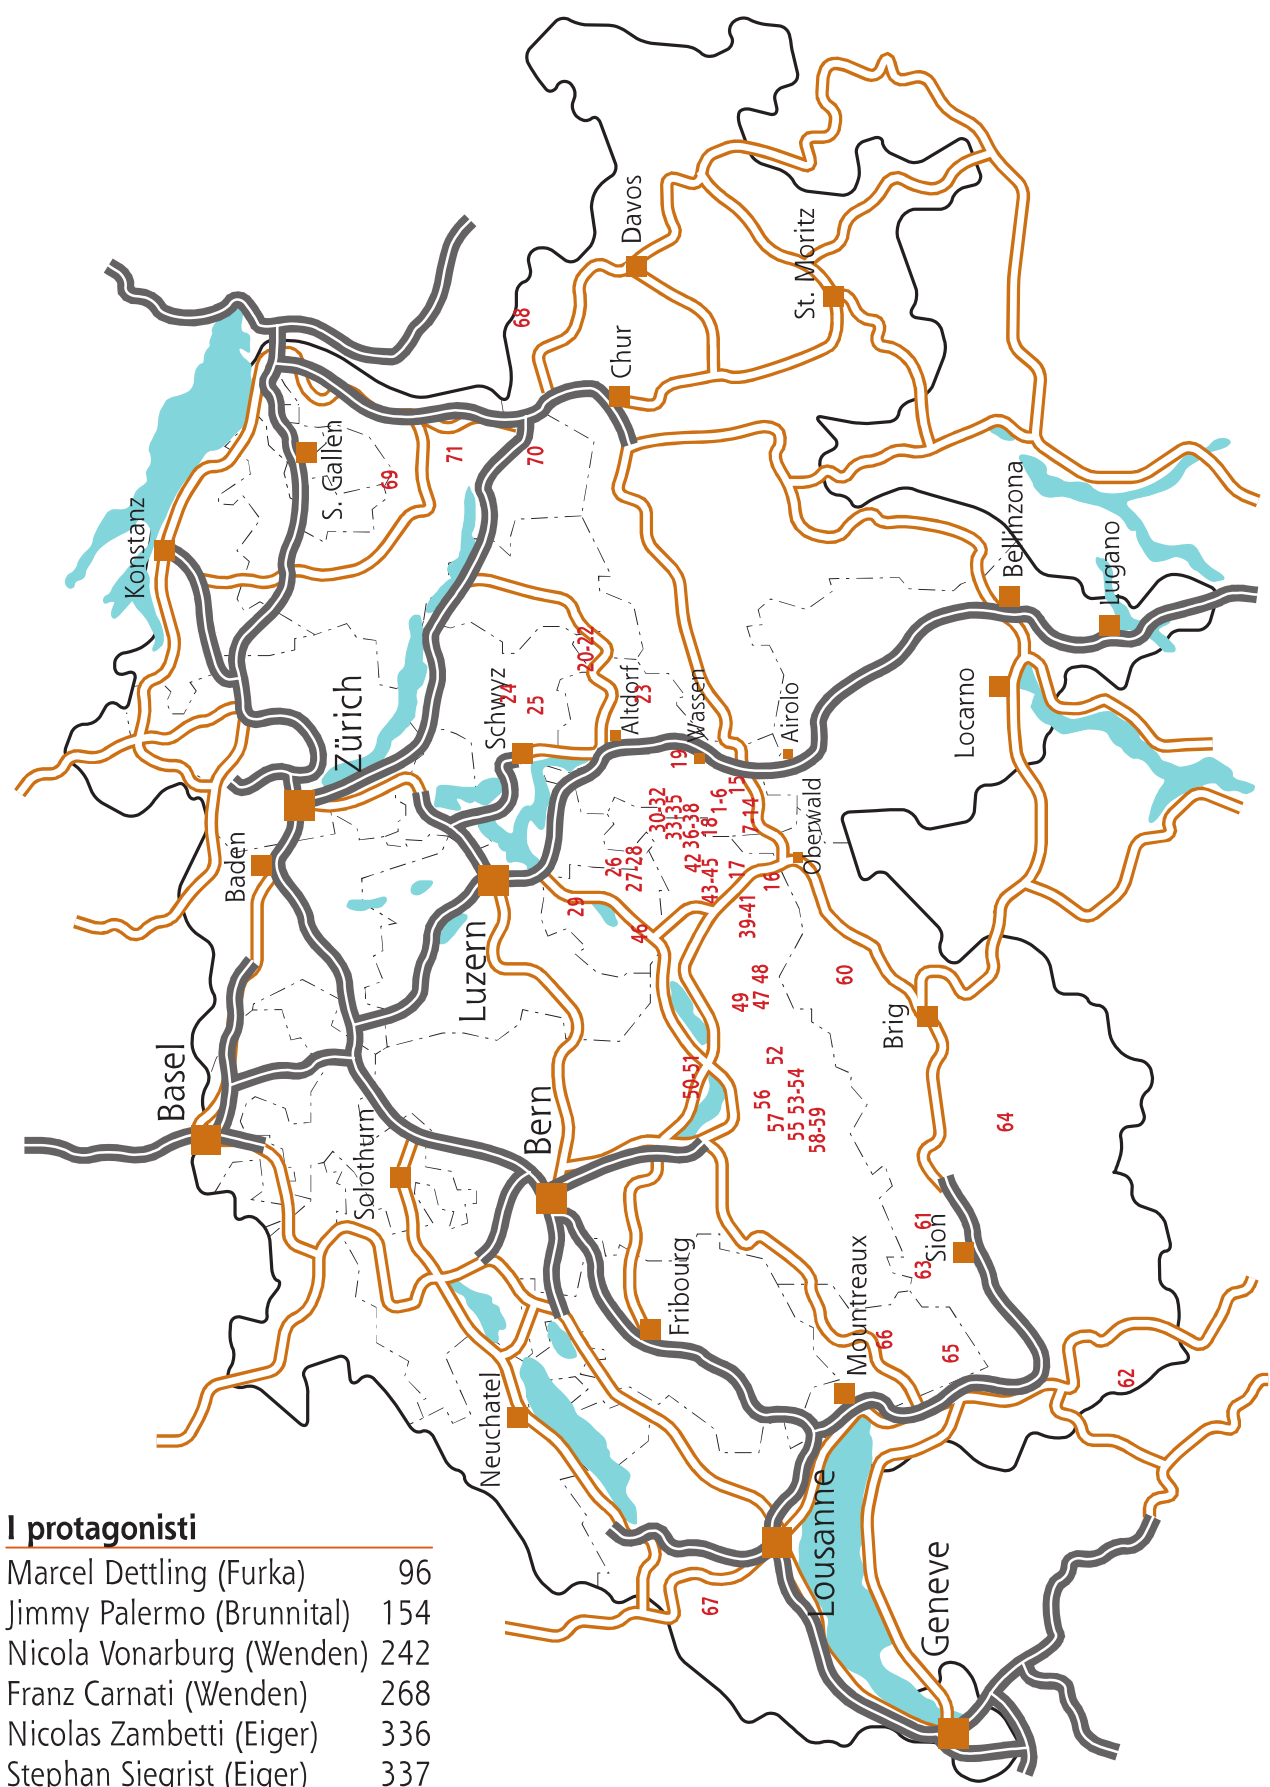 Konstanz
S. Gallen
Davos
St. Moritz
Chur
68
69
71
70
Zürich
Baden
Basel
Schwyz
24
25
20-22
Altdorf
23
Wassen
19
Airolo
Bellinzona
Lugano
Locarno
Oberwald
30-32
33-35
36-38
18
1-6
15
7-14
26
27-28
42
43-45
17
16
29
46
39-41
Luzern
49
47
48
60
Brig
50-51
52
56
57
53-54
55
58-59
64
Solothurn
Bern
Fribourg
61
Sion
63
Mountreaux
66
65
62
Neuchatel
Lousanne
67
Geneve
I protagonisti
Marcel Dettling (Furka) 96
Jimmy Palermo (Brunnital) 154
Nicola Vonarburg (Wenden) 242
Franz Carnati (Wenden) 268
Nicolas Zambetti (Eiger) 336
Stephan Siegrist (Eiger) 337